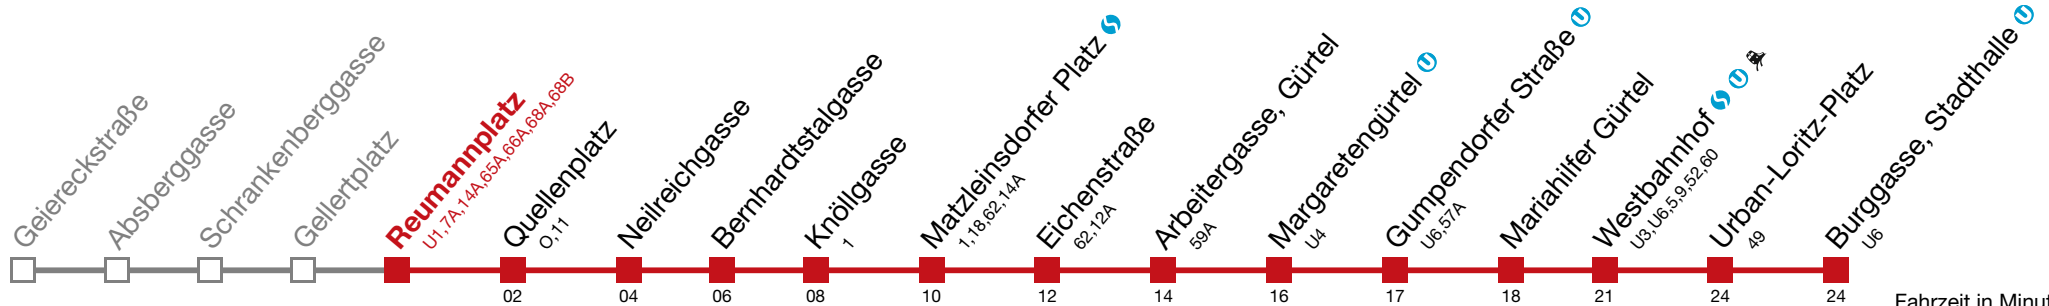 Geiereckstraße
Absberggasse
Schrankenberggasse
Gellertplatz
Reumannplatz
U1,7A,14A,65A,66A,68A,68B
Quellenplatz
O,11
Neilreichgasse
Bernhardtstalgasse
Knöllgasse
1
Matzleinsdorfer Platz
1,18,62,14A
Eichenstraße
62,12A
Arbeitergasse, Gürtel
59A
Margaretengürtel
U4
Gumpendorfer Straße
U6,57A
Mariahilfer Gürtel
Westbahnhof
U3,U6,5,9,52,60
Urban-Loritz-Platz
49
Burggasse, Stadthalle
U6
02 04 06 08 10 12 14 16 17 18 21 24 24
Fahrzeit in